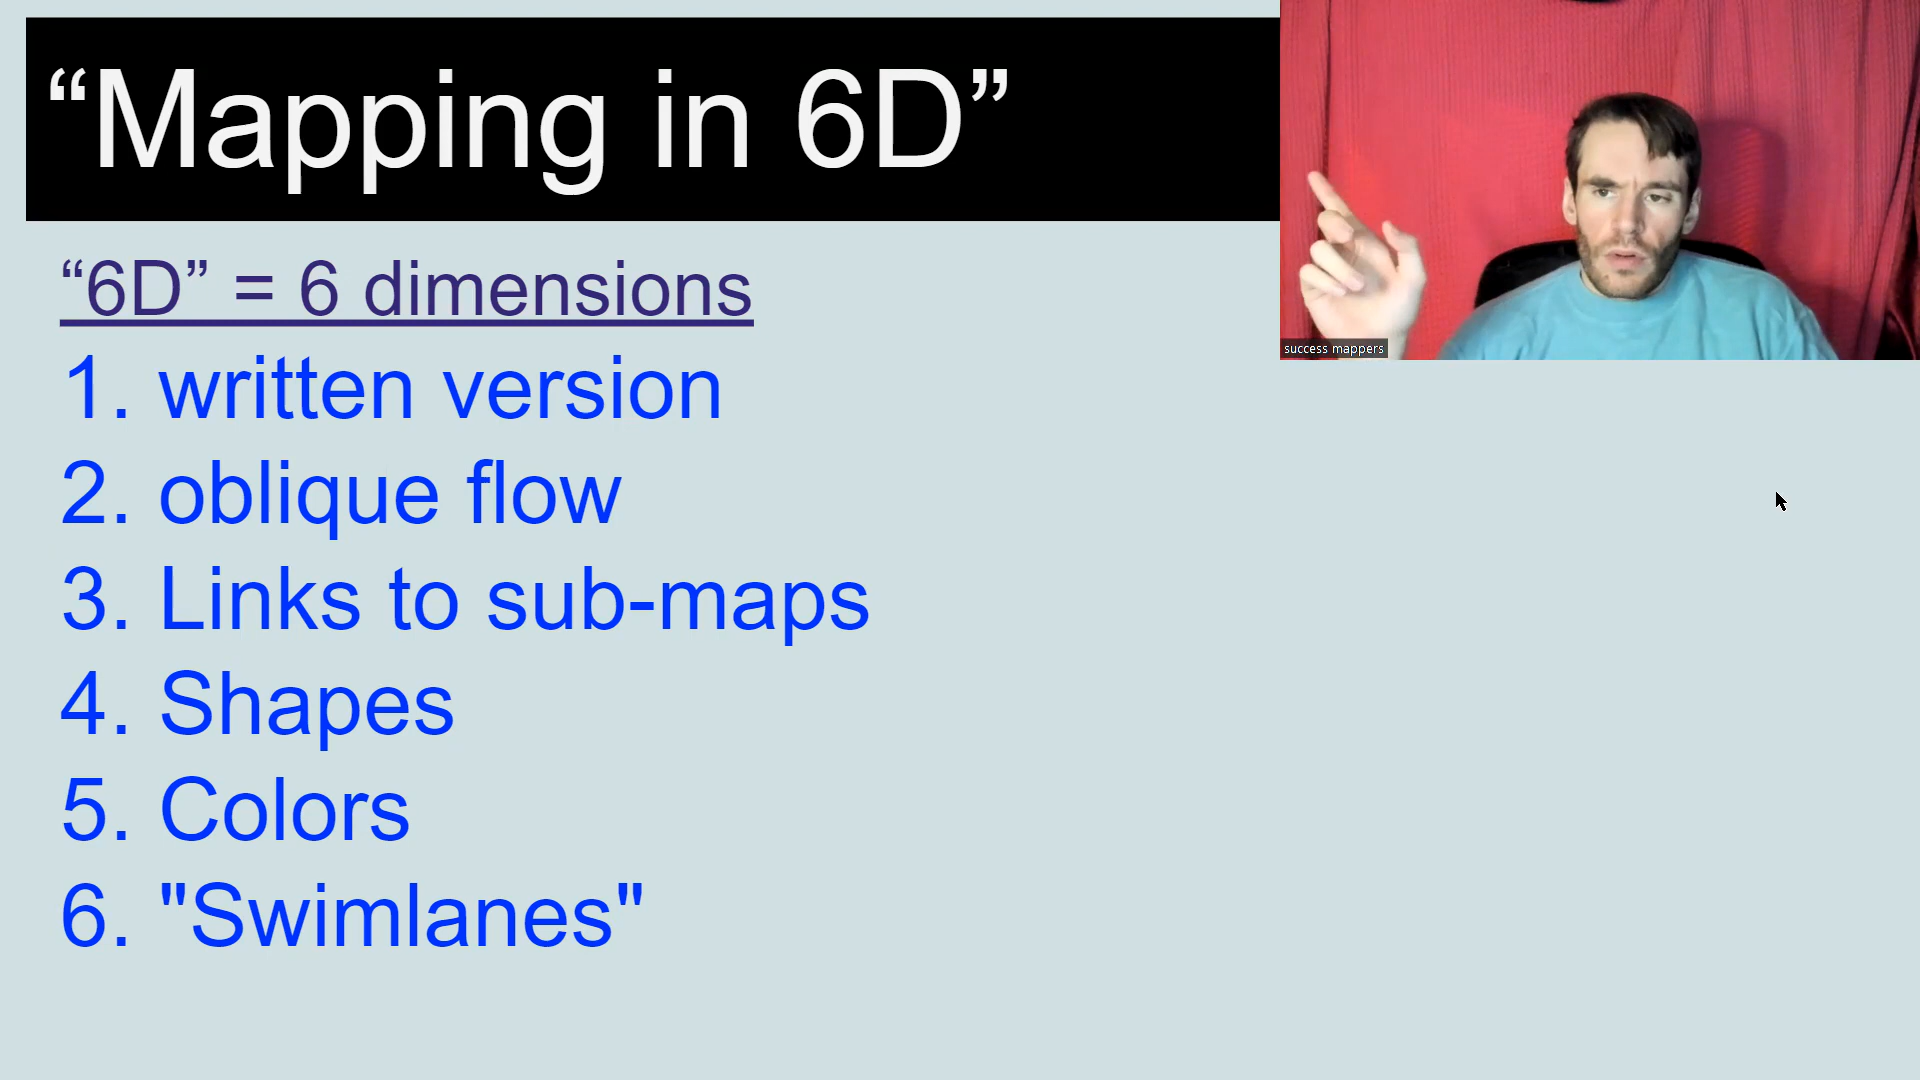 “Mapping in 6D”
“6D” = 6 dimensions
1. written version
2. oblique flow
3. Links to sub-maps
4. Shapes
5. Colors
6. "Swimlanes"
success mappers